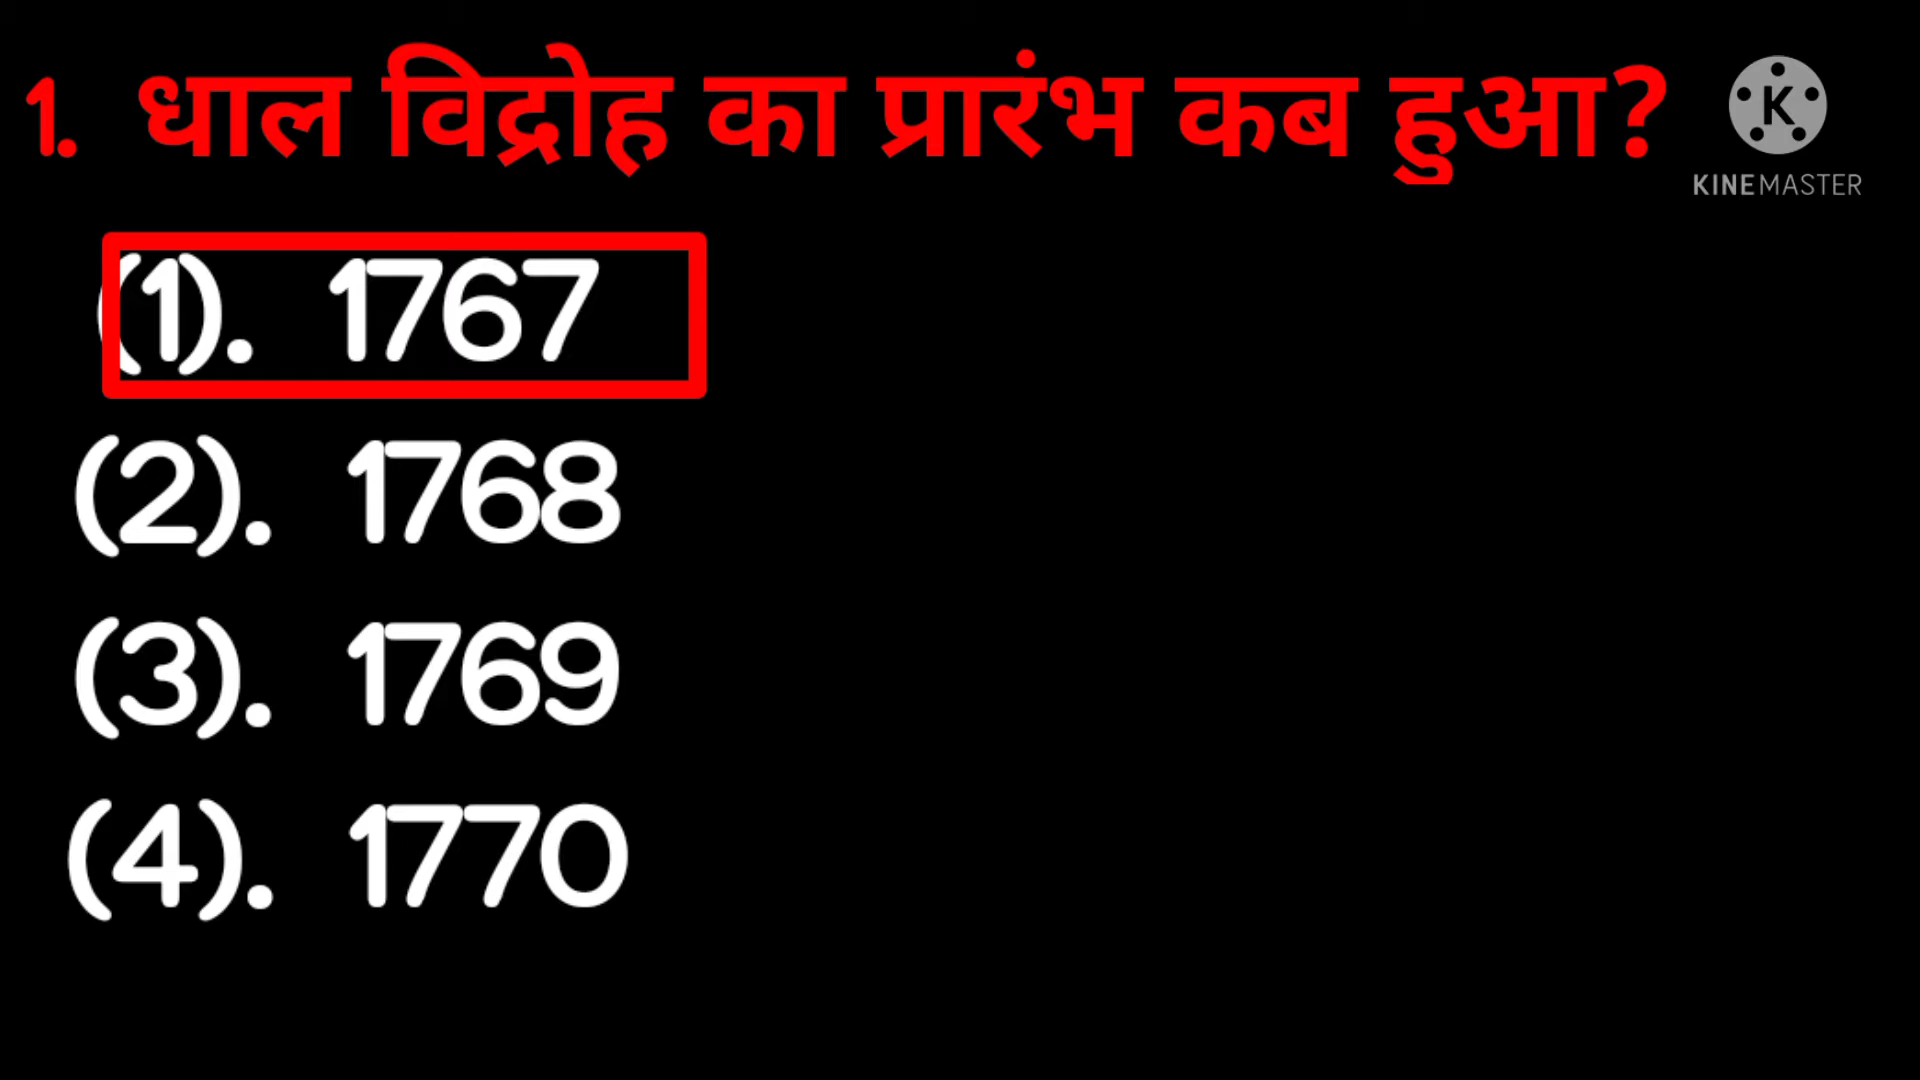 1. धाल विद्रोह का प्रारंभ कब हुआ?
K
KINEMASTER
(1). 1767
(2). 1768
(3). 1769
(4). 1770